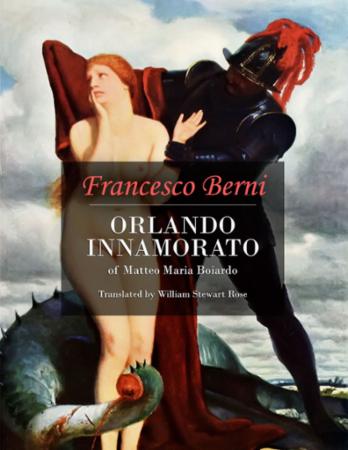 Francesco Berni
ORLANDO
INNAMORATO
of Matteo Maria Boiardo
Translated by William Stewart Rose